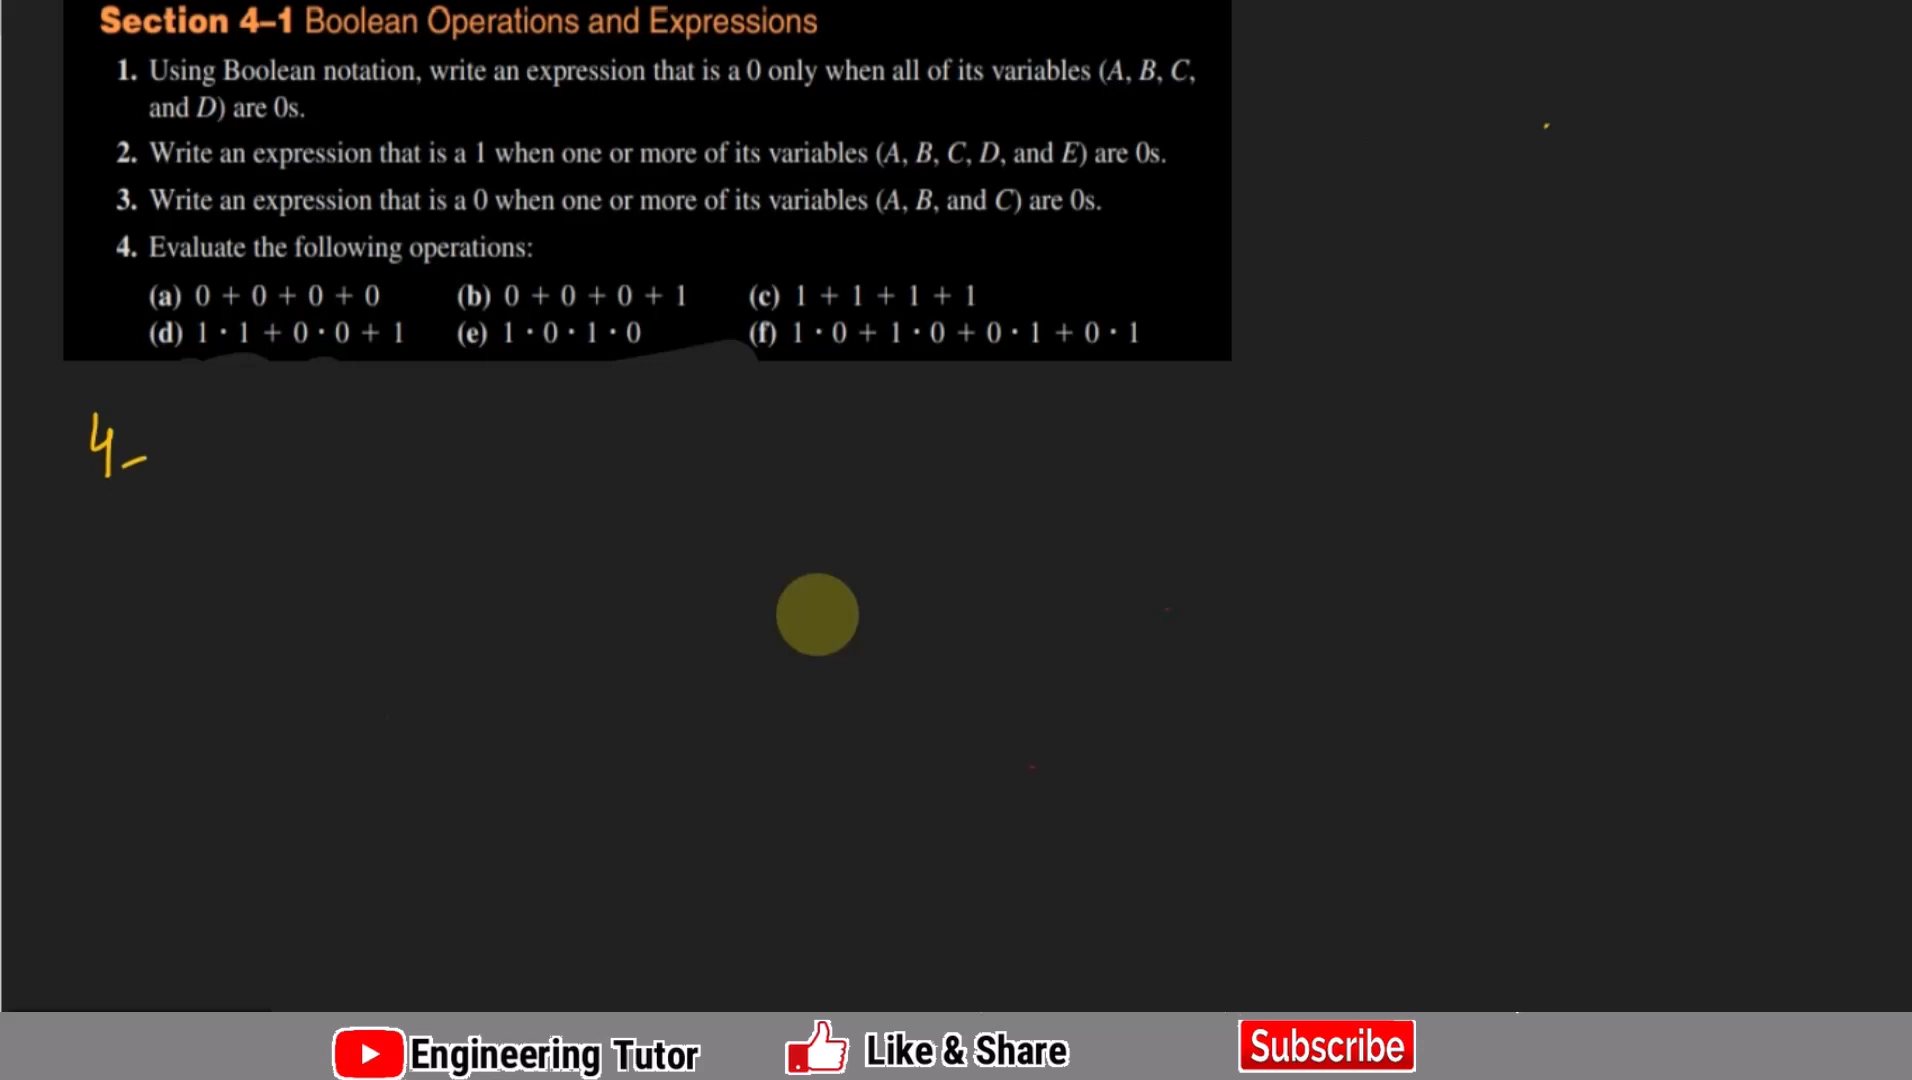 Section 4–1 Boolean Operations and Expressions
1. Using Boolean notation, write an expression that is a 0 only when all of its variables (A, B, C,
and D) are 0s.
2. Write an expression that is a 1 when one or more of its variables (A, B, C, D, and E) are 0s.
3. Write an expression that is a 0 when one or more of its variables (A, B, and C) are 0s.
4. Evaluate the following operations:
(a) 0 + 0 + 0 + 0 (b) 0 + 0 + 0 + 1 (c) 1 + 1 + 1 + 1
(d) 1 · 1 + 0 · 0 + 1 (e) 1 · 0 · 1 · 0 (f) 1 · 0 + 1 · 0 + 0 · 1 + 0 · 1
4-
Engineering Tutor Like & Share Subscribe